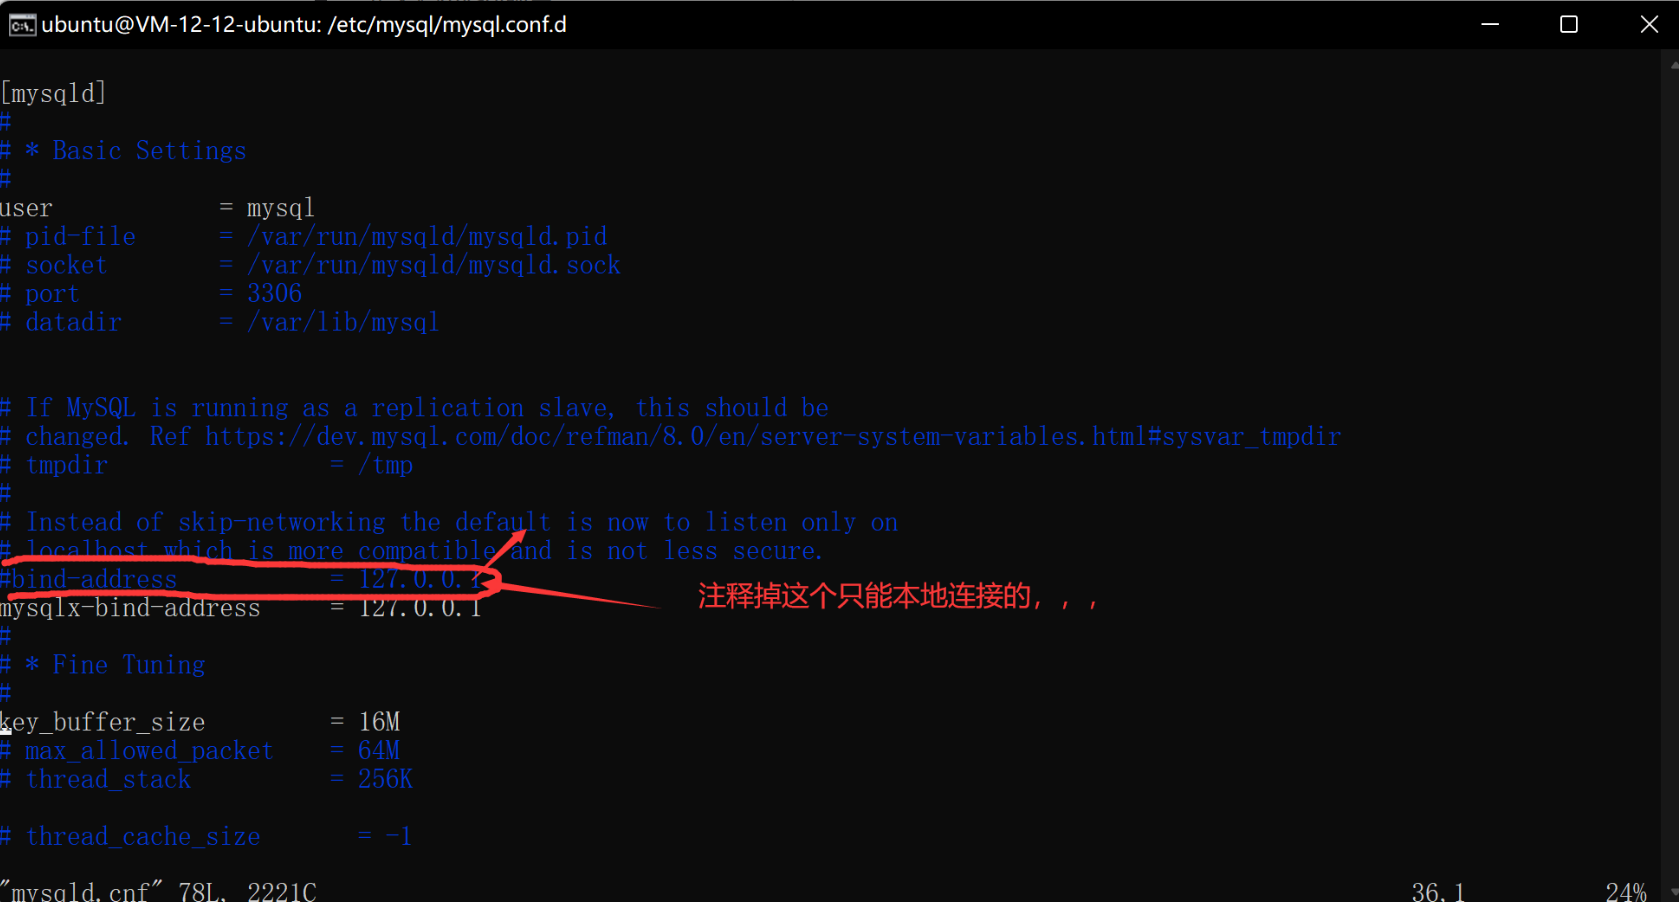 ubuntu@VM-12-12-ubuntu: /etc/mysql/mysql.conf.d
[mysqld]
#
# * Basic Settings
#
user            = mysql
# pid-file      = /var/run/mysqld/mysqld.pid
# socket        = /var/run/mysqld/mysqld.sock
# port          = 3306
# datadir       = /var/lib/mysql
# If MySQL is running as a replication slave, this should be
# changed. Ref https://dev.mysql.com/doc/refman/8.0/en/server-system-variables.html#sysvar_tmpdir
# tmpdir                = /tmp
#
# Instead of skip-networking the default is now to listen only on
# localhost which is more compatible and is not less secure.
#bind-address           = 127.0.0.1
注释掉这个只能本地连接的，，，
mysqlx-bind-address     = 127.0.0.1
#
# * Fine Tuning
#
key_buffer_size         = 16M
# max_allowed_packet    = 64M
# thread_stack          = 256K
# thread_cache_size       = -1
"mysqld.cnf" 78L, 2221C 36,1 24%